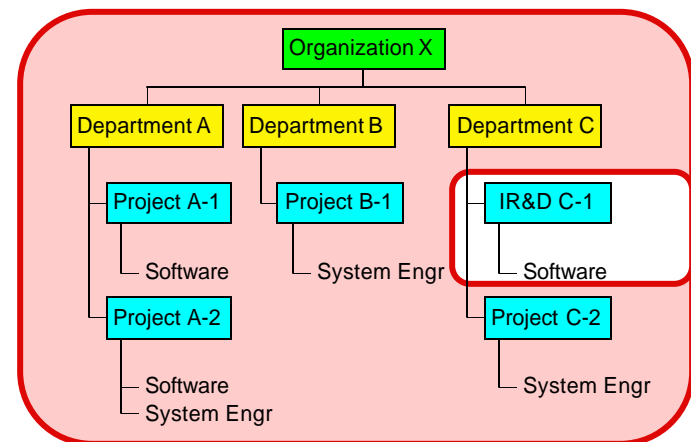 Organization X
Department A
Department B
Department C
Project A-1
Project B-1
IR&D C-1
Software
System Engr
Software
Project A-2
Project C-2
Software
System Engr
System Engr